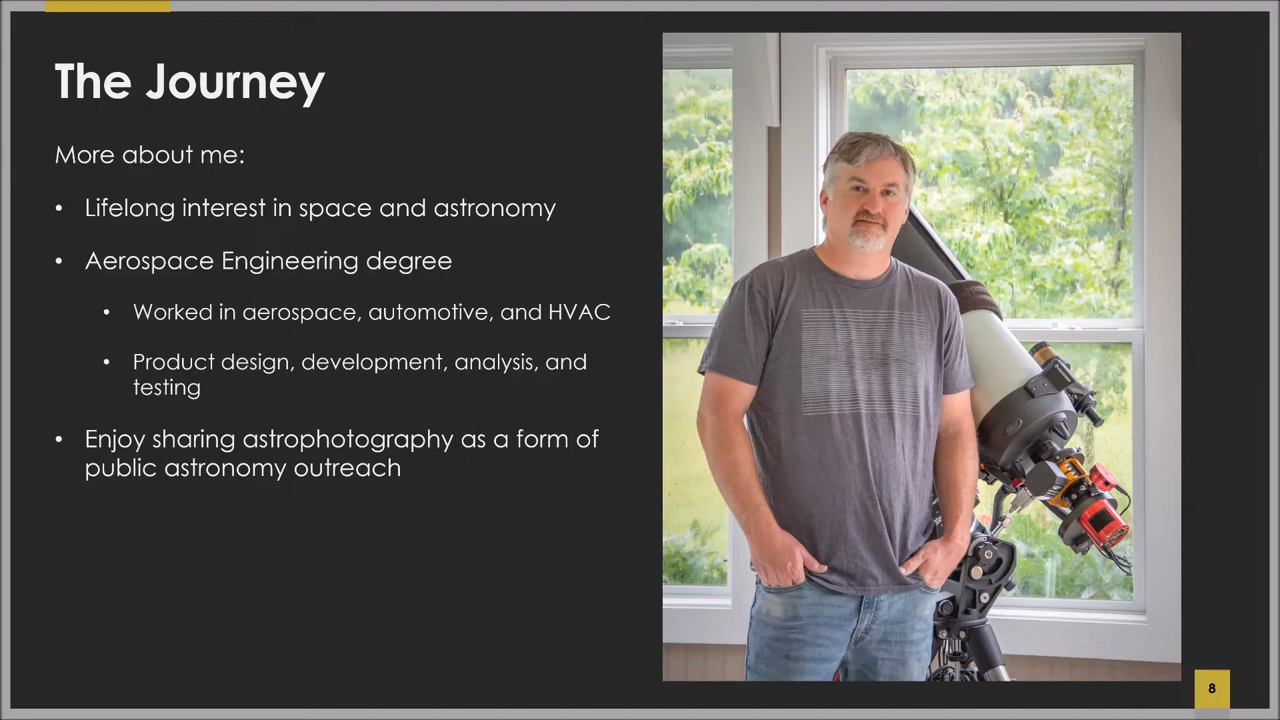 The Journey
More about me:
• Lifelong interest in space and astronomy
• Aerospace Engineering degree
• Worked in aerospace, automotive, and HVAC
• Product design, development, analysis, and
testing
• Enjoy sharing astrophotography as a form of
public astronomy outreach
8